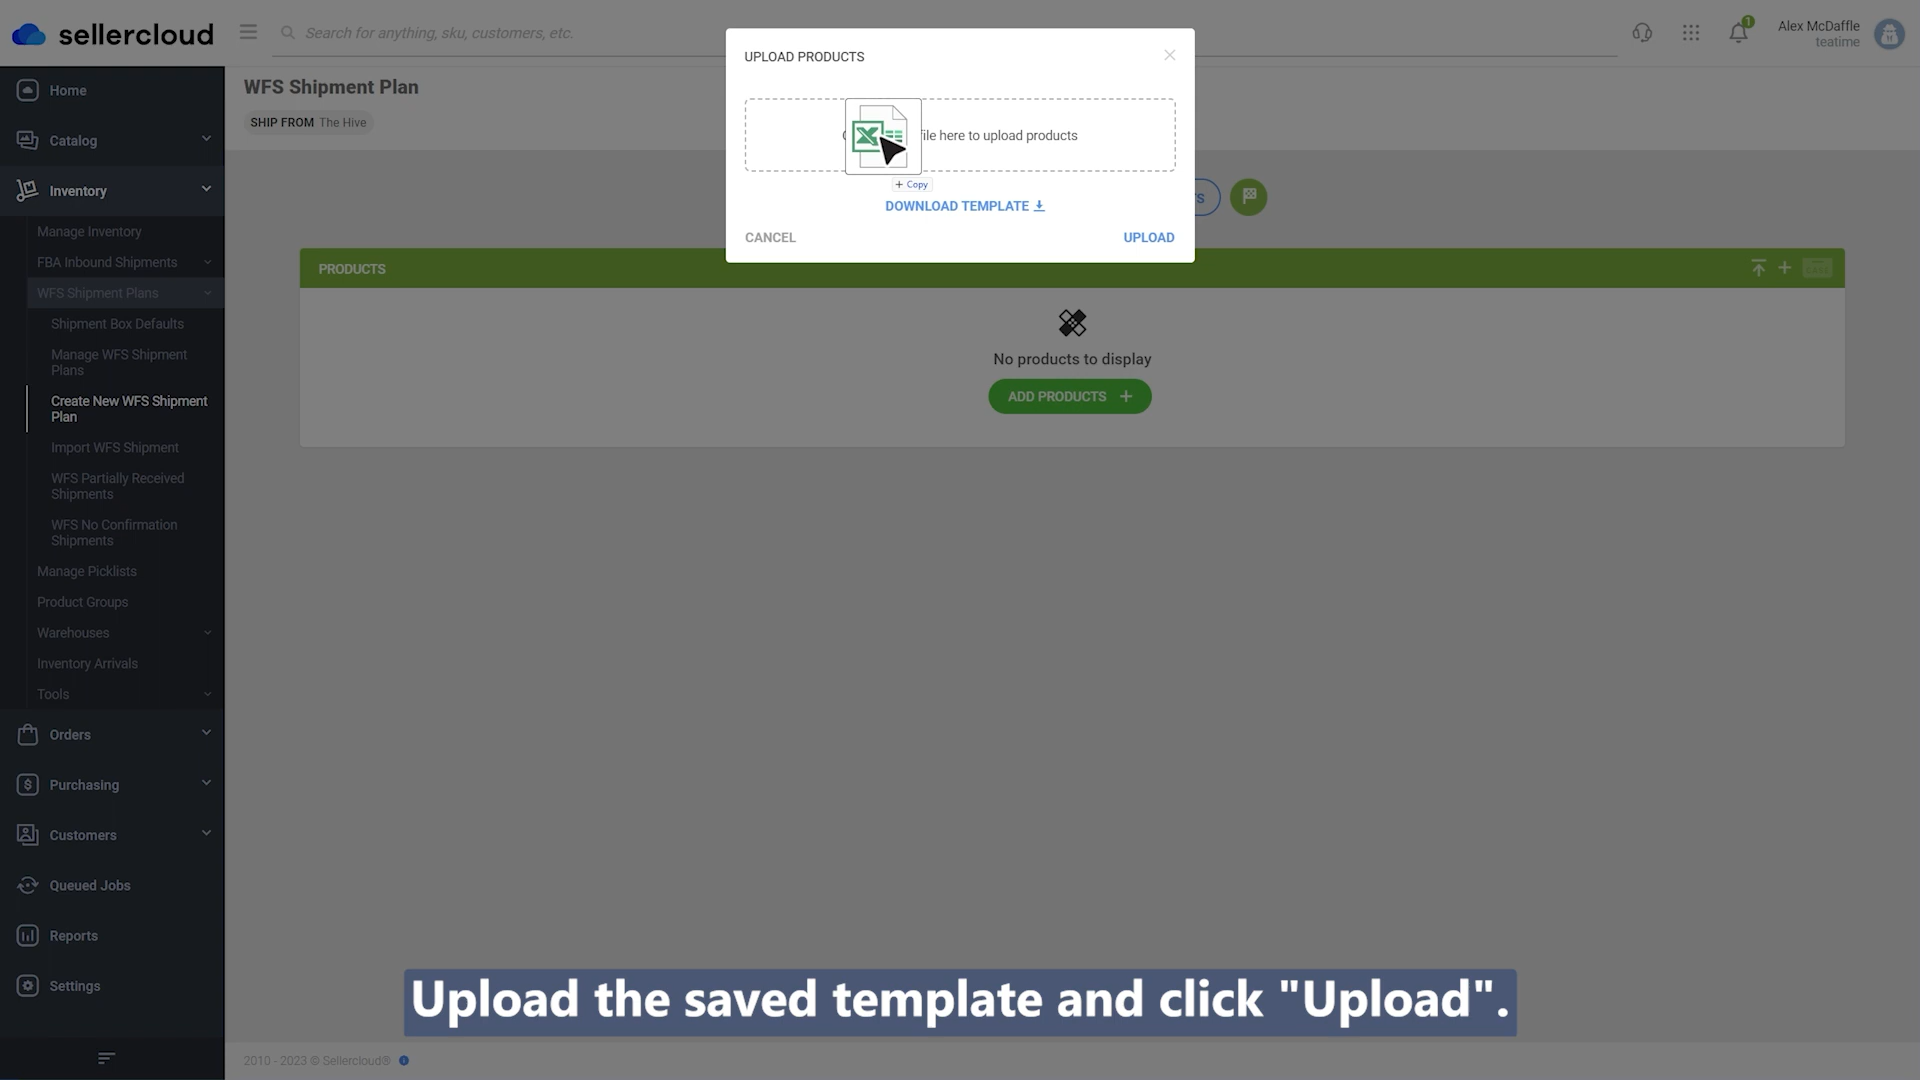 sellercloud
Search for anything, sku, customers, etc.
1
Alex McDaffle
teatime
Home
Catalog
Inventory
Manage Inventory
FBA Inbound Shipments
WFS Shipment Plans
Shipment Box Defaults
Manage WFS Shipment
Plans
Create New WFS Shipment
Plan
Import WFS Shipment
WFS Partially Received
Shipments
WFS No Confirmation
Shipments
Manage Picklists
Product Groups
Warehouses
Inventory Arrivals
Tools
Orders
Purchasing
Customers
Queued Jobs
Reports
Settings
WFS Shipment Plan
SHIP FROM The Hive
UPLOAD PRODUCTS
file here to upload products
+ Copy
DOWNLOAD TEMPLATE
CANCEL
UPLOAD
PRODUCTS
No products to display
ADD PRODUCTS +
Upload the saved template and click "Upload".
2010 - 2023 © Sellercloud®